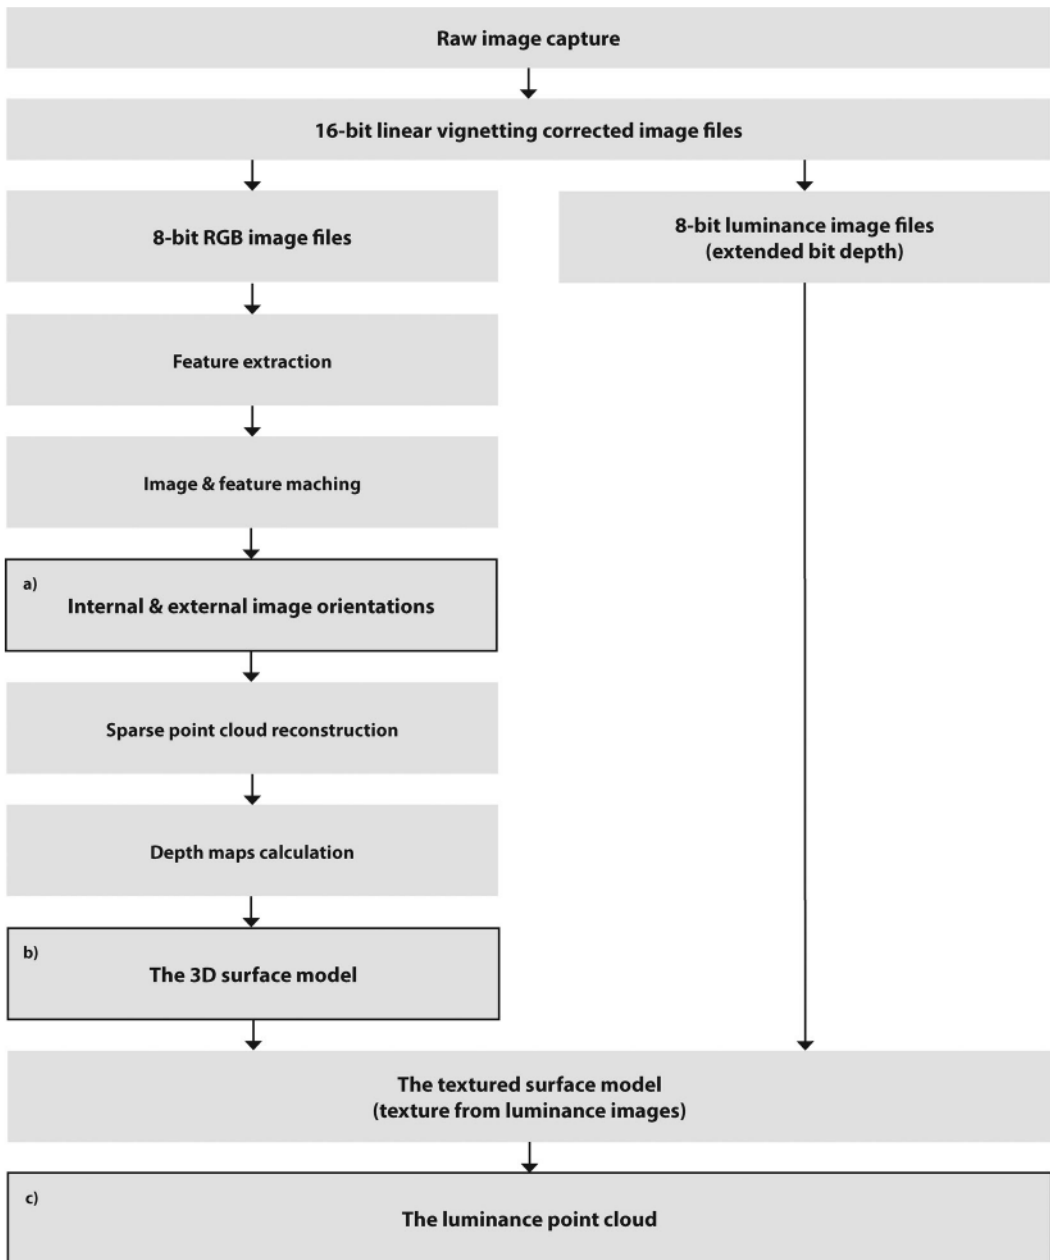 Raw image capture
16-bit linear vignetting corrected image files
8-bit RGB image files
8-bit luminance image files
(extended bit depth)
Feature extraction
Image & feature maching
a)
Internal & external image orientations
Sparse point cloud reconstruction
Depth maps calculation
b)
The 3D surface model
The textured surface model
(texture from luminance images)
c)
The luminance point cloud